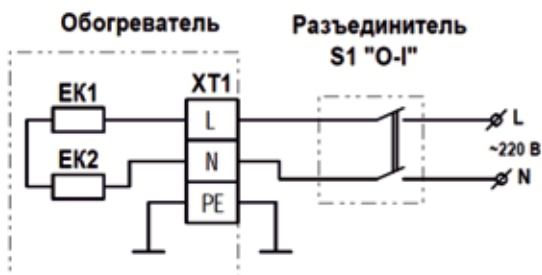 Обогреватель
Разъединитель
S1 "O-I"
EK1
XT1
L
L
EK2
N
~220 В
N
PE